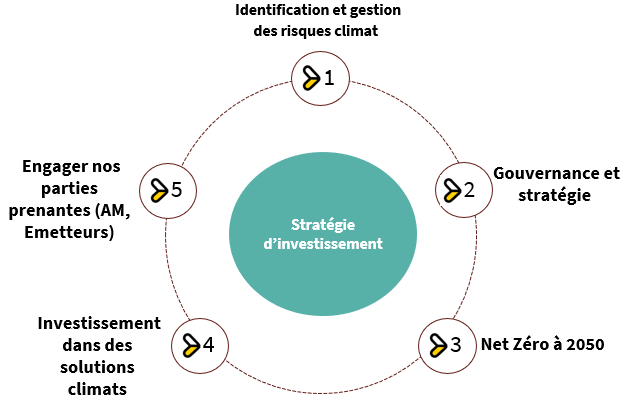 Identification et gestion
des risques climat
1
Gouvernance et
stratégie
2
Net Zéro à 2050
3
Investissement
dans des
solutions
climats
4
Engager nos
parties
prenantes (AM,
Emetteurs)
5
Stratégie
d'investissement